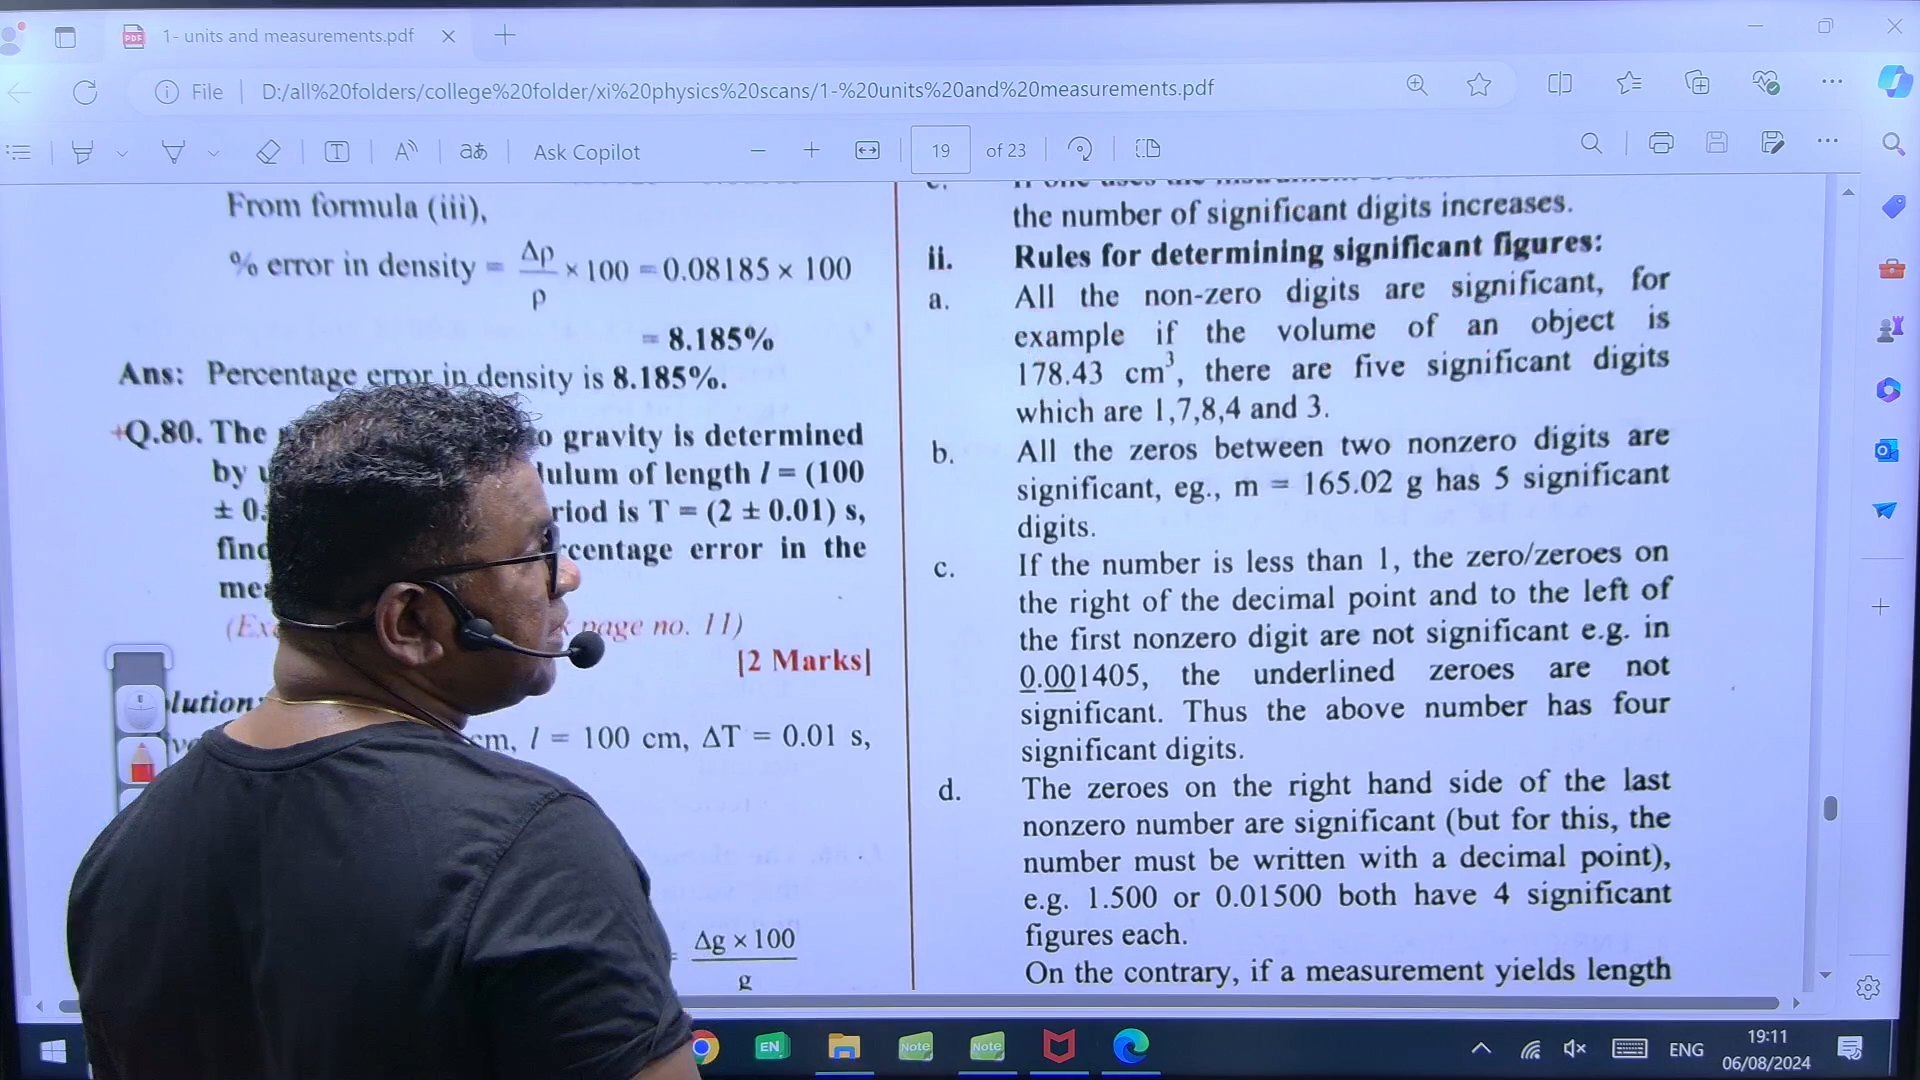 1- units and measurements.pdf
File
D:/all%20folders/college%20folder/xi%20physics%20scans/1-%20units%20and%20measurements.pdf
Ask Copilot
19 of 23
From formula (iii),
% error in density = Δρ/ρ × 100 = 0.08185 × 100
= 8.185%
Ans: Percentage error in density is 8.185%.
+Q.80. The o gravity is determined
by of length l = (100
± 0. is T = (2 ± 0.01) s,
error in the
page no. 11)
[2 Marks]
cm, l = 100 cm, ΔT = 0.01 s,
Δg × 100
g
the number of significant digits increases.
ii. Rules for determining significant figures:
a. All the non-zero digits are significant, for
example if the volume of an object is
178.43 cm³, there are five significant digits
which are 1,7,8,4 and 3.
b. All the zeros between two nonzero digits are
significant, eg., m = 165.02 g has 5 significant
digits.
c. If the number is less than 1, the zero/zeroes on
the right of the decimal point and to the left of
the first nonzero digit are not significant e.g. in
0.001405, the underlined zeroes are not
significant. Thus the above number has four
significant digits.
d. The zeroes on the right hand side of the last
nonzero number are significant (but for this, the
number must be written with a decimal point),
e.g. 1.500 or 0.01500 both have 4 significant
figures each.
On the contrary, if a measurement yields length
EN
Note
Note
ENG
19:11
06/08/2024